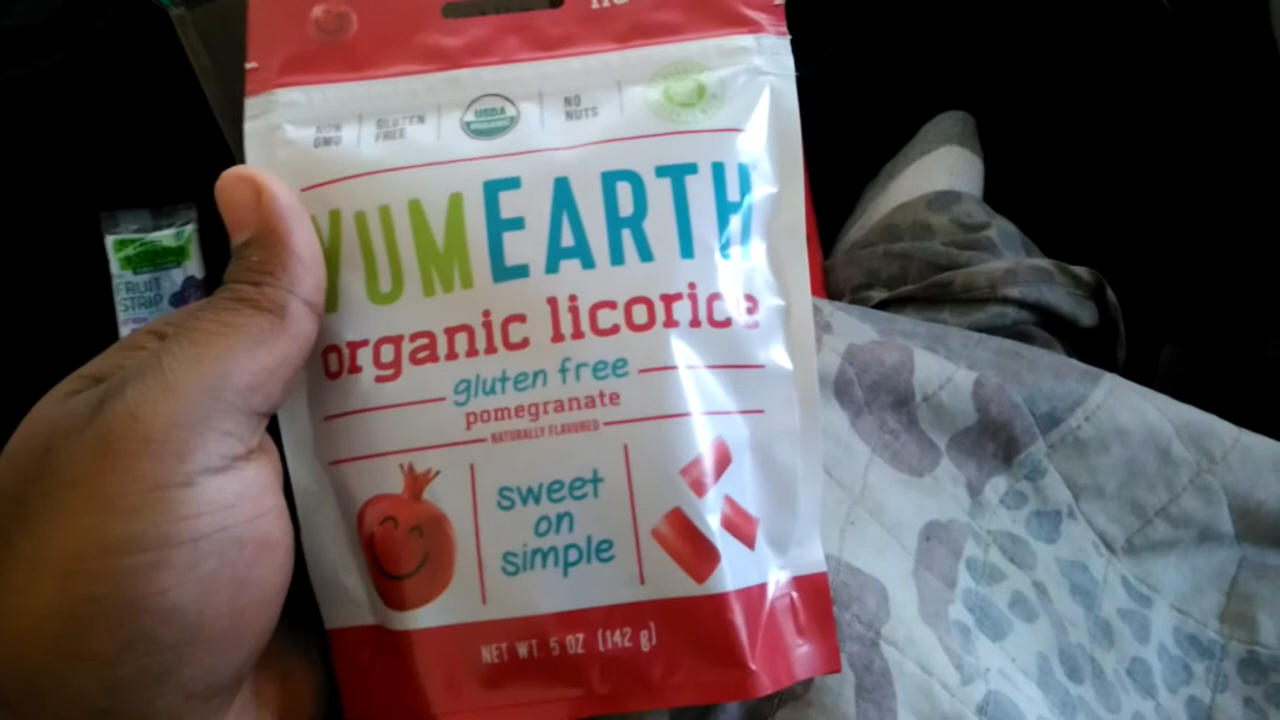 NON
GMO
GLUTEN
FREE
USDA
ORGANIC
NO
NUTS
YUMEARTH
organic licorice
gluten free
pomegranate
NATURALLY FLAVORED
sweet
on
simple
NET WT. 5 OZ (142 g)
FRUIT
STRIP